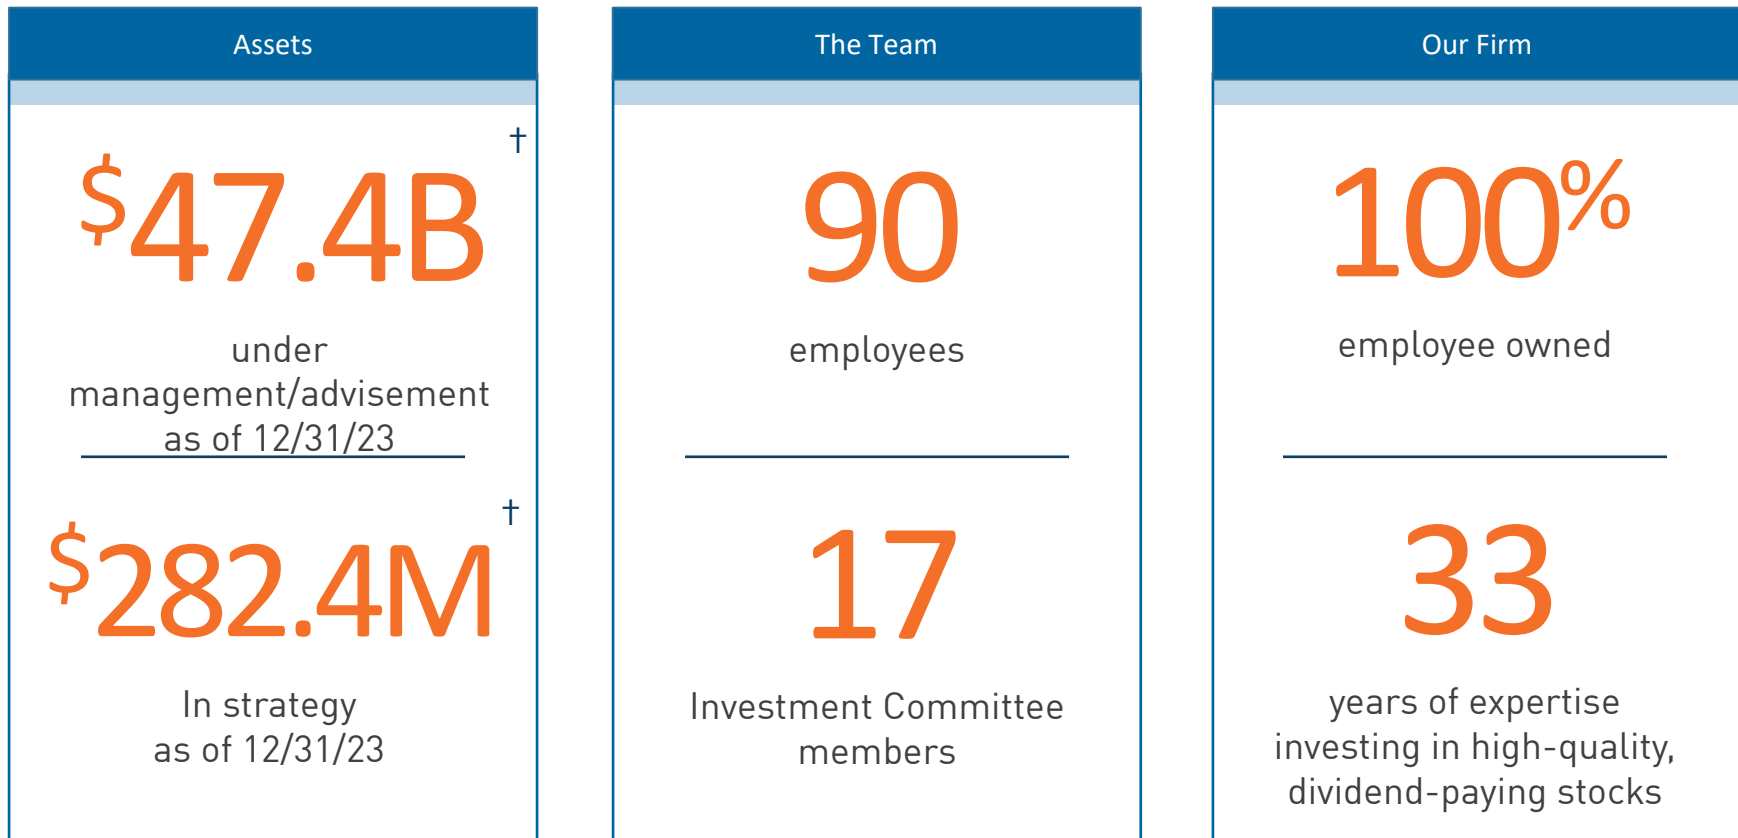 Assets
$47.4B†
under
management/advisement
as of 12/31/23
$282.4M†
In strategy
as of 12/31/23
The Team
90
employees
17
Investment Committee
members
Our Firm
100%
employee owned
33
years of expertise
investing in high-quality,
dividend-paying stocks